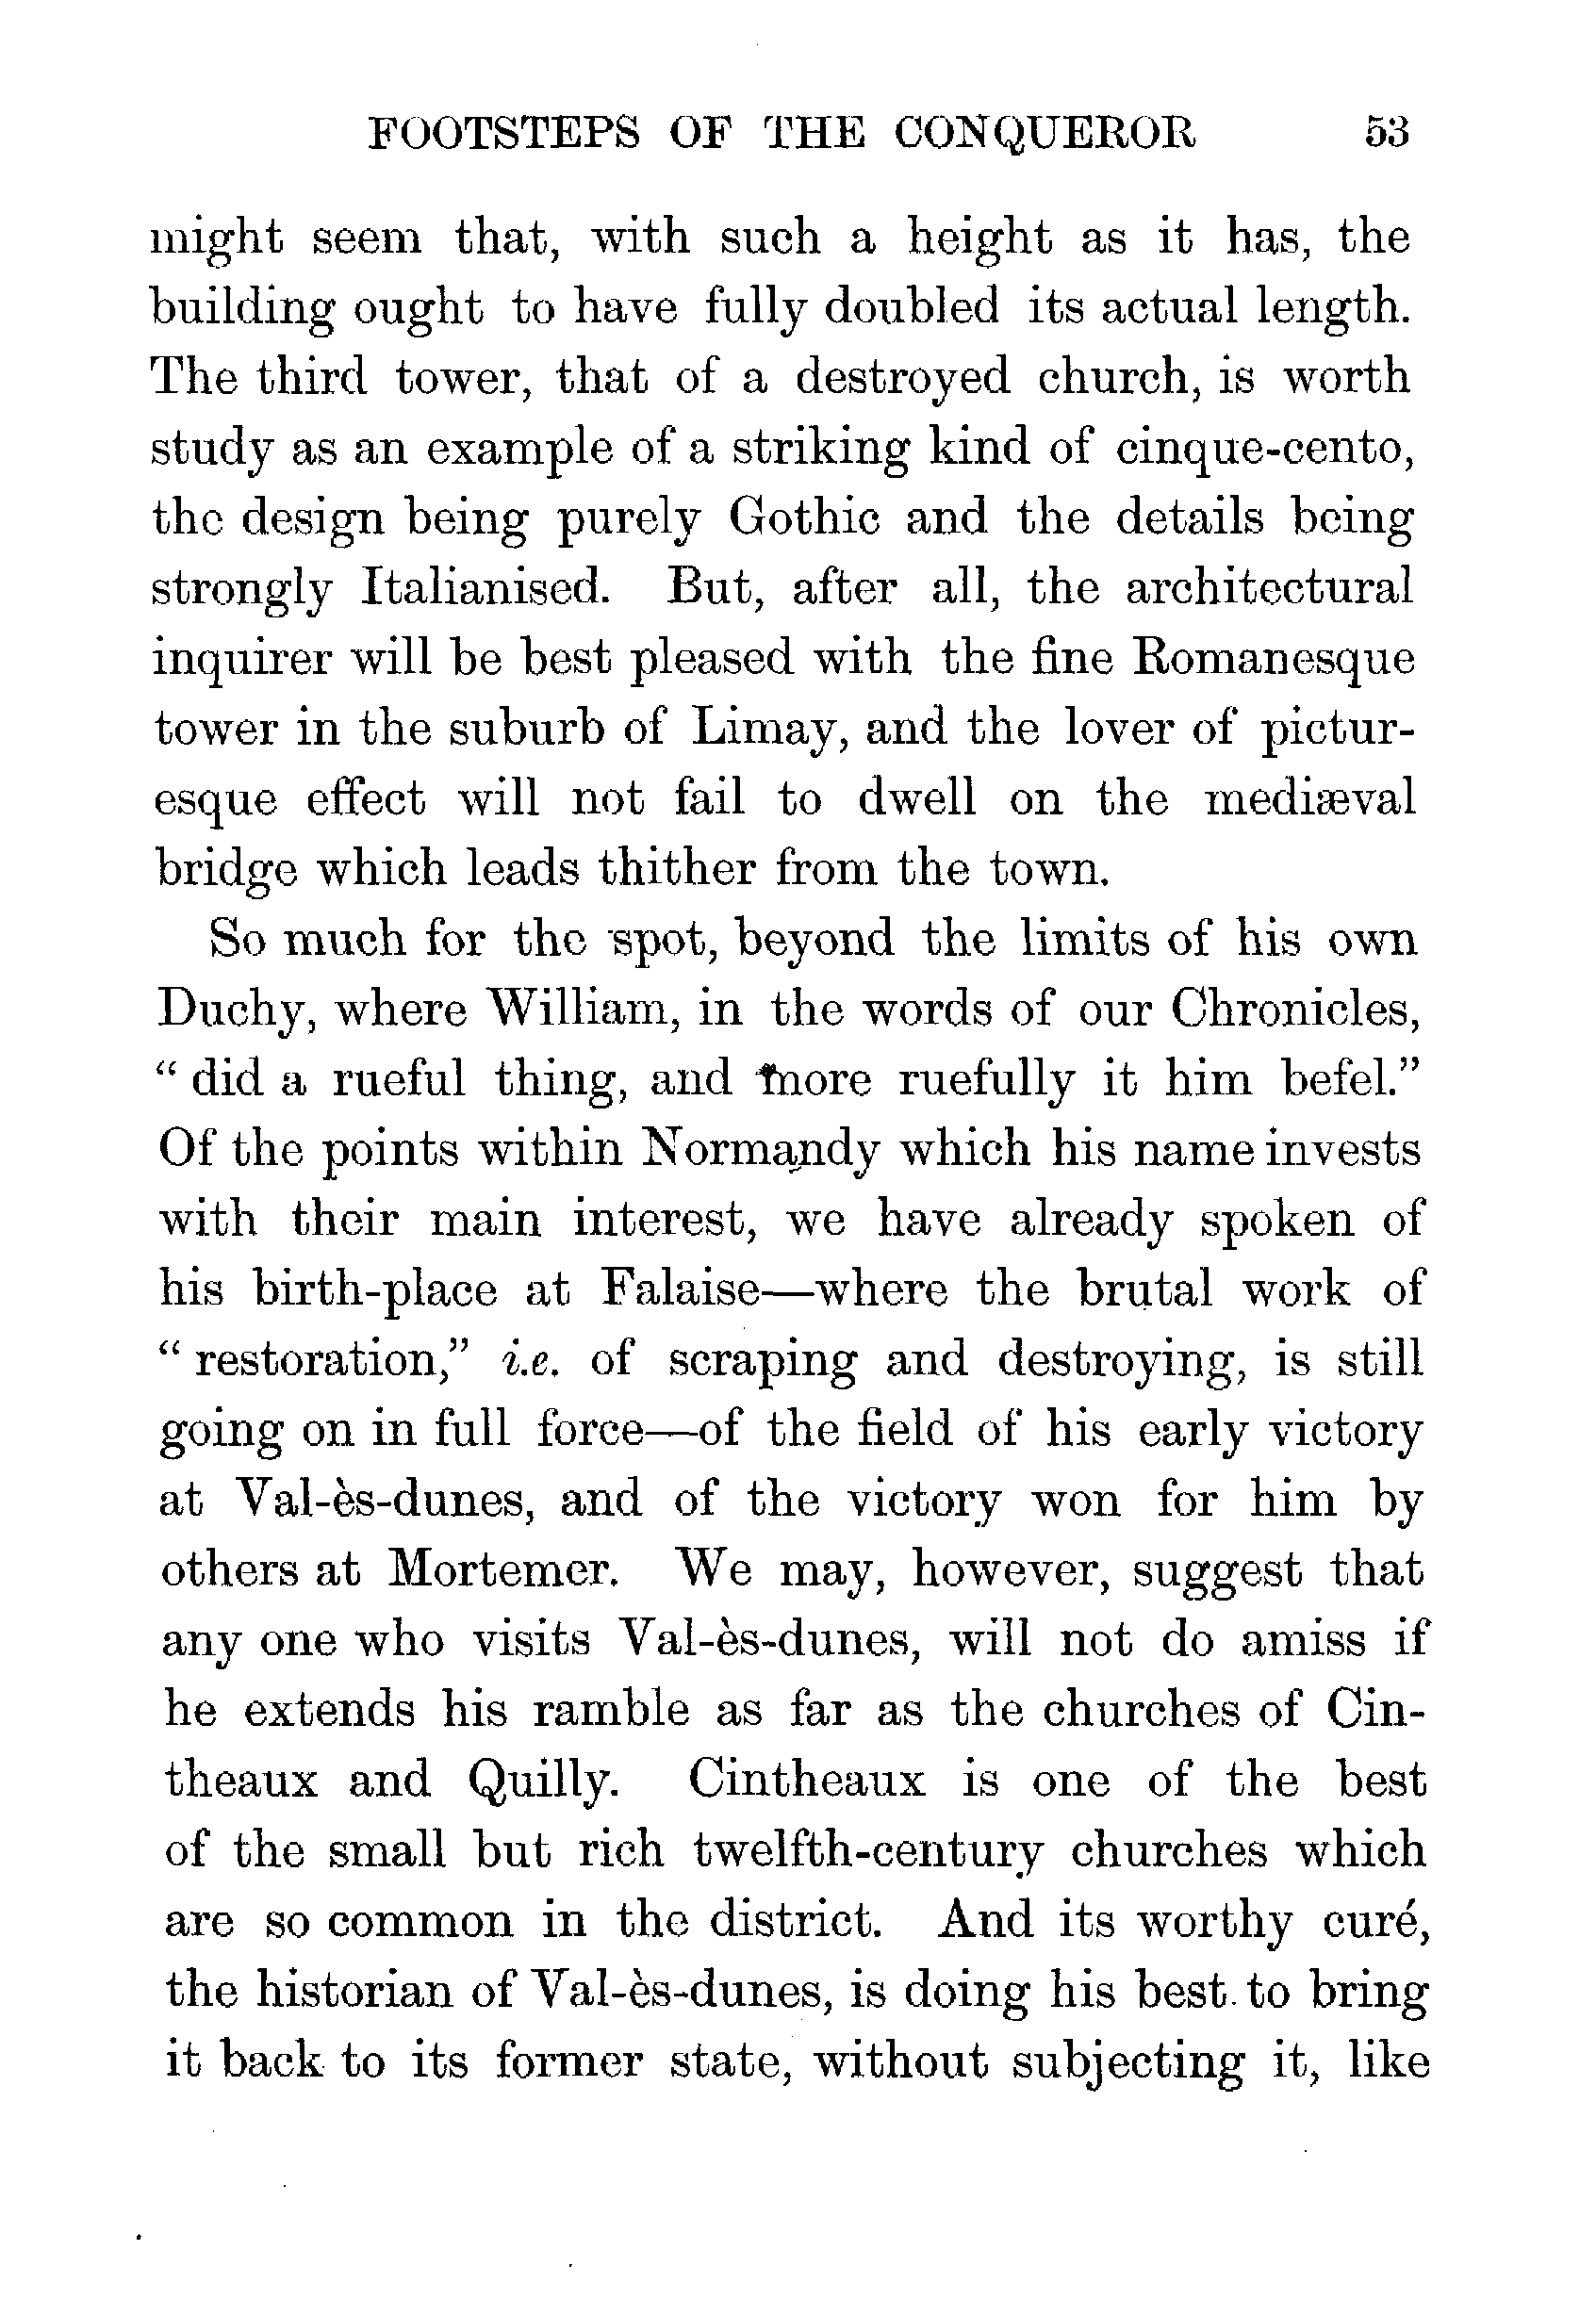 FOOTSTEPS OF THE CONQUEROR 53
might seem that, with such a height as it has, the
building ought to have fully doubled its actual length.
The third tower, that of a destroyed church, is worth
study as an example of a striking kind of cinque-cento,
the design being purely Gothic and the details being
strongly Italianised. But, after all, the architectural
inquirer will be best pleased with the fine Romanesque
tower in the suburb of Limay, and the lover of pictur-
esque effect will not fail to dwell on the mediæval
bridge which leads thither from the town.
So much for the spot, beyond the limits of his own
Duchy, where William, in the words of our Chronicles,
“ did a rueful thing, and more ruefully it him befel.”
Of the points within Normandy which his name invests
with their main interest, we have already spoken of
his birth-place at Falaise—where the brutal work of
“ restoration,” i.e. of scraping and destroying, is still
going on in full force—of the field of his early victory
at Val-ès-dunes, and of the victory won for him by
others at Mortemer. We may, however, suggest that
any one who visits Val-ès-dunes, will not do amiss if
he extends his ramble as far as the churches of Cin-
theaux and Quilly. Cintheaux is one of the best
of the small but rich twelfth-century churches which
are so common in the district. And its worthy curé,
the historian of Val-ès-dunes, is doing his best to bring
it back to its former state, without subjecting it, like